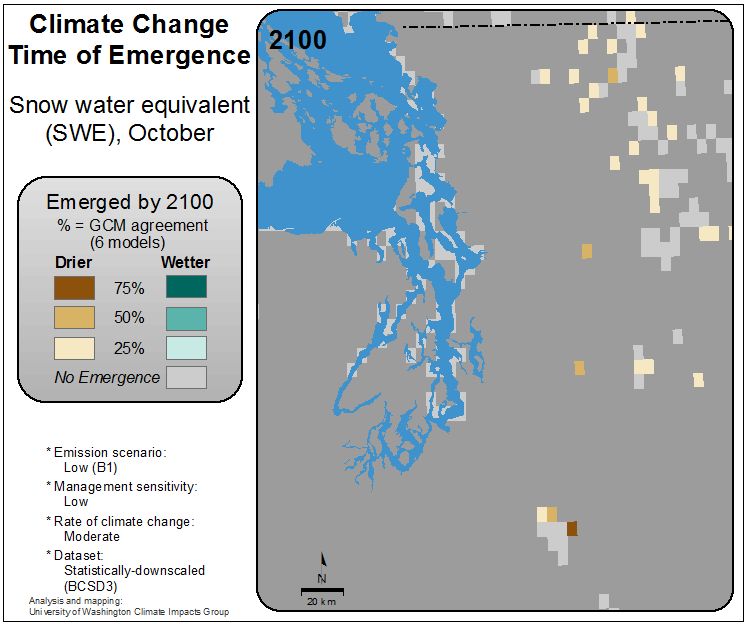 Climate Change
Time of Emergence
Snow water equivalent
(SWE), October
Emerged by 2100
% = GCM agreement
(6 models)
Drier Wetter
75%
50%
25%
No Emergence
* Emission scenario:
Low (B1)
* Management sensitivity:
Low
* Rate of climate change:
Moderate
* Dataset:
Statistically-downscaled
(BCSD3)
Analysis and mapping:
University of Washington Climate Impacts Group
2100
N
20 km